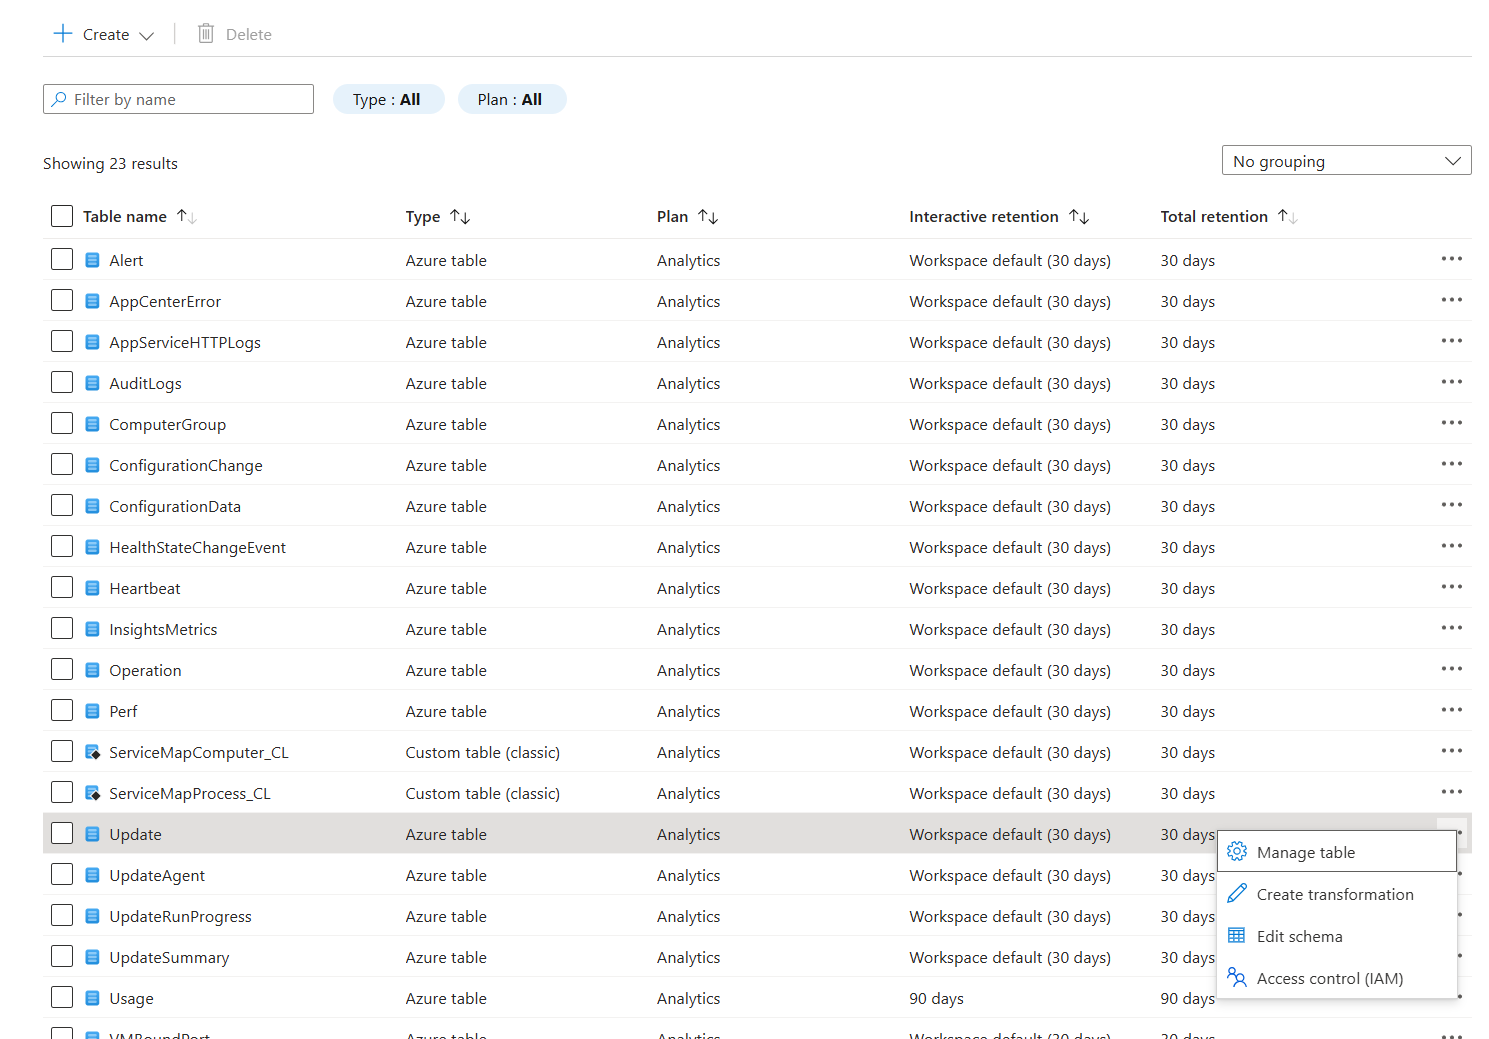 Create Delete
Filter by name Type : All Plan : All
Showing 23 results No grouping
Table name Type Plan Interactive retention Total retention
Alert Azure table Analytics Workspace default (30 days) 30 days
AppCenterError Azure table Analytics Workspace default (30 days) 30 days
AppServiceHTTPLogs Azure table Analytics Workspace default (30 days) 30 days
AuditLogs Azure table Analytics Workspace default (30 days) 30 days
ComputerGroup Azure table Analytics Workspace default (30 days) 30 days
ConfigurationChange Azure table Analytics Workspace default (30 days) 30 days
ConfigurationData Azure table Analytics Workspace default (30 days) 30 days
HealthStateChangeEvent Azure table Analytics Workspace default (30 days) 30 days
Heartbeat Azure table Analytics Workspace default (30 days) 30 days
InsightsMetrics Azure table Analytics Workspace default (30 days) 30 days
Operation Azure table Analytics Workspace default (30 days) 30 days
Perf Azure table Analytics Workspace default (30 days) 30 days
ServiceMapComputer_CL Custom table (classic) Analytics Workspace default (30 days) 30 days
ServiceMapProcess_CL Custom table (classic) Analytics Workspace default (30 days) 30 days
Update Azure table Analytics Workspace default (30 days) 30 days
Manage table
UpdateAgent Azure table Analytics Workspace default (30 days) 30 days
Create transformation
UpdateRunProgress Azure table Analytics Workspace default (30 days) 30 days
Edit schema
UpdateSummary Azure table Analytics Workspace default (30 days) 30 days
Access control (IAM)
Usage Azure table Analytics 90 days 90 days
VMBoundPort Azure table Analytics Workspace default (30 days) 30 days